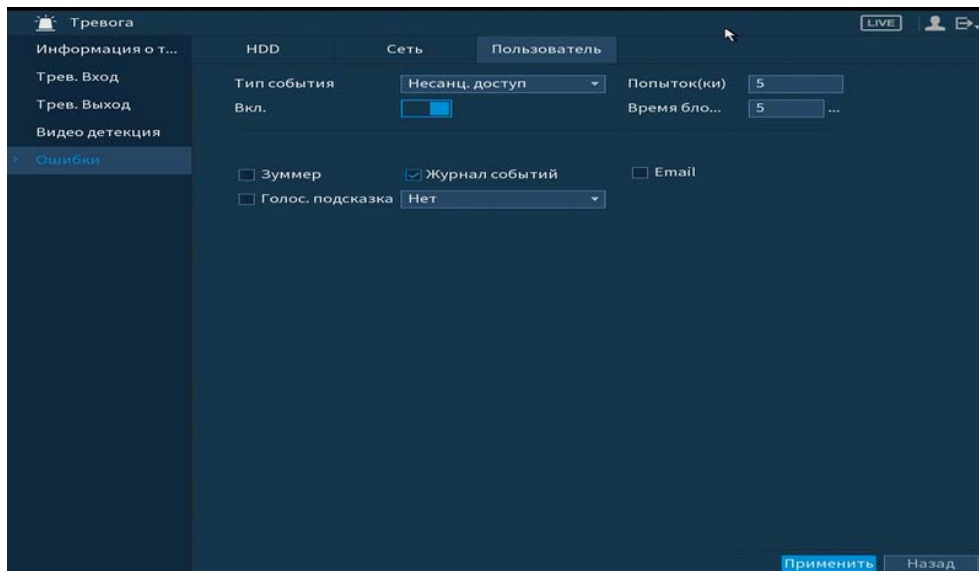 Тревога LIVE
Информация о т...
Трев. Вход
Трев. Выход
Видео детекция
Ошибки
HDD Сеть Пользователь
Тип события Несанц. доступ Попыток(ки) 5
Вкл. Время бло... 5 ...
Зуммер Журнал событий Email
Голос. подсказка Нет
Применить Назад